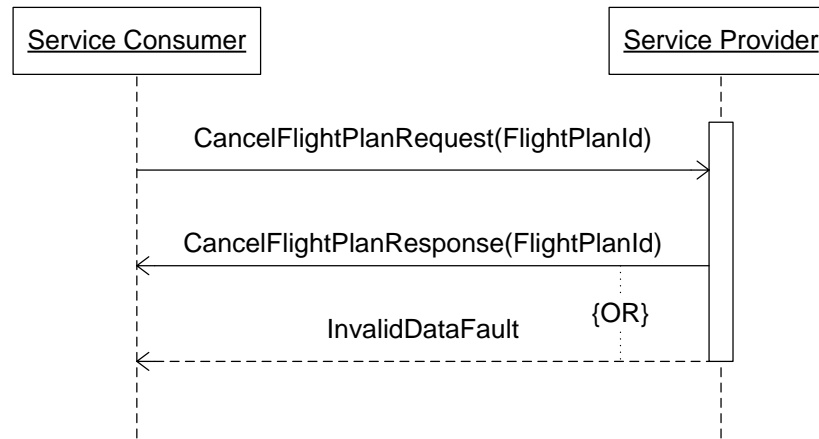 Service Consumer
Service Provider
CancelFlightPlanRequest(FlightPlanId)
CancelFlightPlanResponse(FlightPlanId)
{OR}
InvalidDataFault